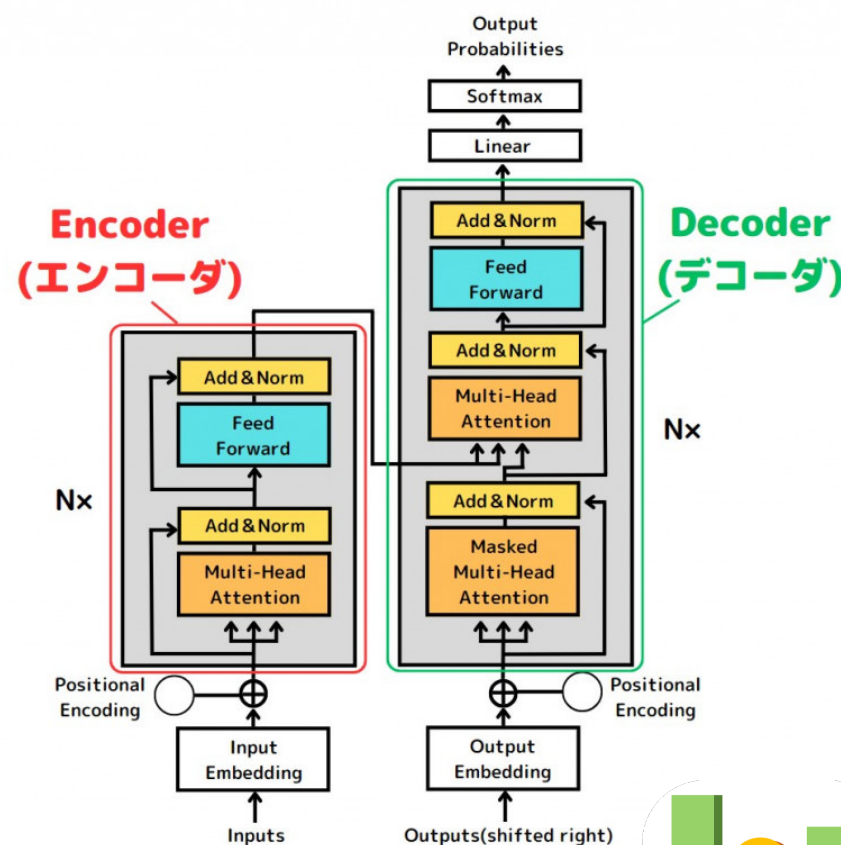 Output
Probabilities
Softmax
Linear
Encoder
(エンコーダ)
Decoder
(デコーダ)
Add & Norm
Feed
Forward
Add & Norm
Multi-Head
Attention
Add & Norm
Masked
Multi-Head
Attention
Nx
Add & Norm
Feed
Forward
Add & Norm
Multi-Head
Attention
Nx
Positional
Encoding
Positional
Encoding
Input
Embedding
Output
Embedding
Inputs
Outputs(shifted right)